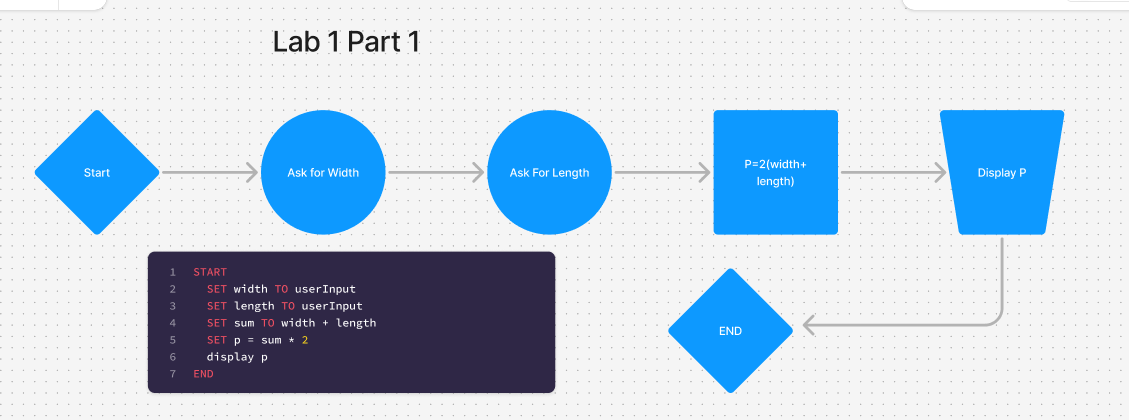 Lab 1 Part 1
Start
Ask for Width
Ask For Length
P=2(width+
length)
Display P
1 START
2 SET width TO userInput
3 SET length TO userInput
4 SET sum TO width + length
5 SET p = sum * 2
6 display p
7 END
END